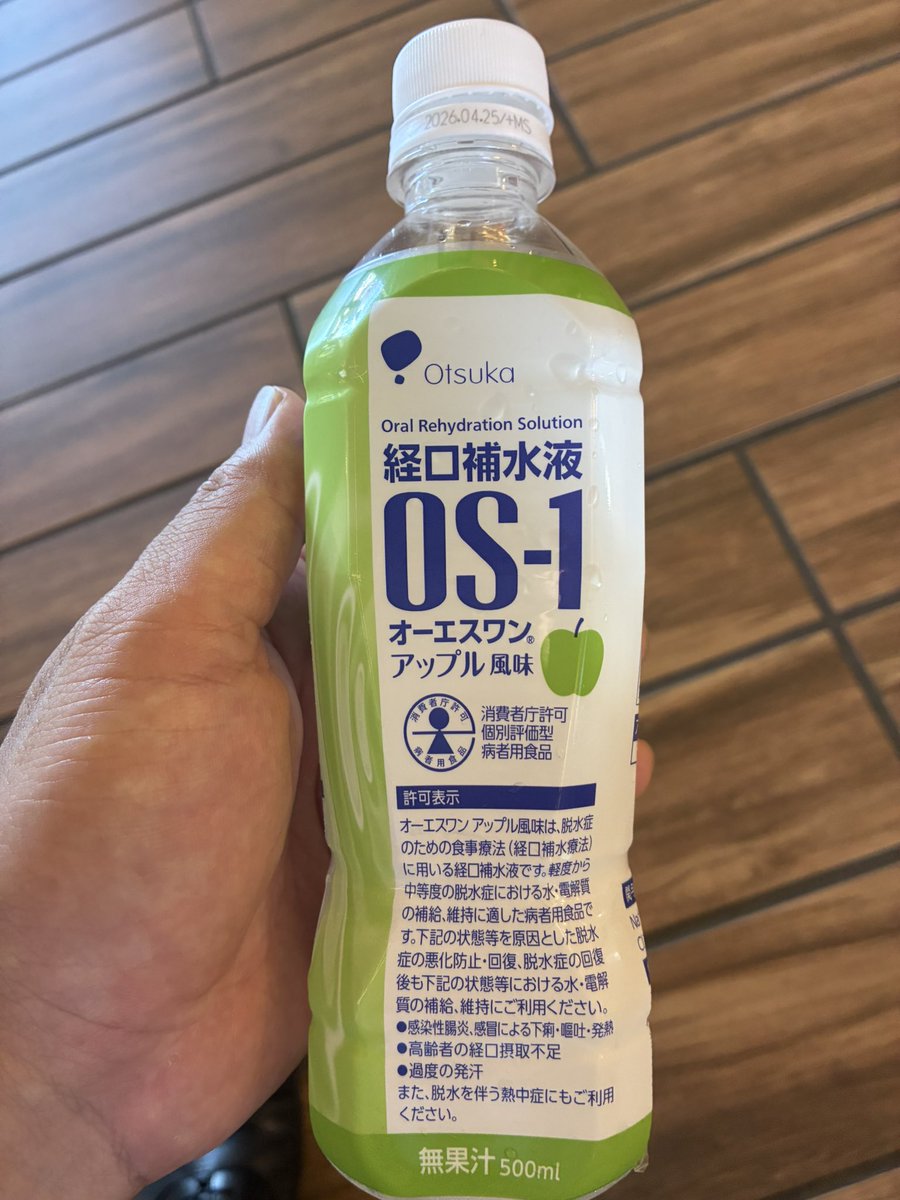 2026.04.25/+MS
Otsuka
Oral Rehydration Solution
経口補水液
OS-1
オーエスワン®
アップル風味
消費者庁許可
病者用食品
消費者庁許可
個別評価型
病者用食品
許可表示
オーエスワン アップル風味は、脱水症
のための食事療法(経口補水療法)
に用いる経口補水液です。軽度から
中等度の脱水症における水・電解質
の補給、維持に適した病者用食品で
す。下記の状態等を原因とした脱水
症の悪化防止・回復、脱水症の回復
後も下記の状態等における水・電解
質の補給、維持にご利用ください。
●感染性腸炎、感冒による下痢・嘔吐・発熱
●高齢者の経口摂取不足
●過度の発汗
また、脱水を伴う熱中症にもご利用
ください。
無果汁 500ml